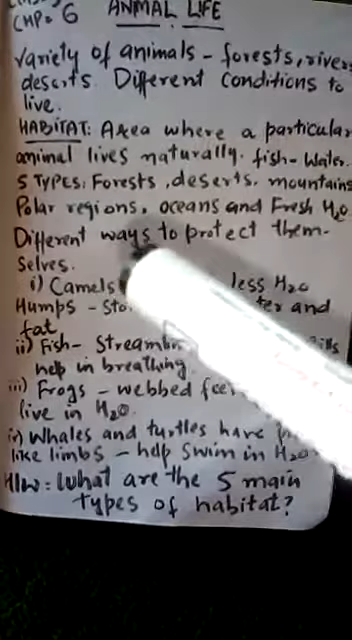 CHP- 6 ANIMAL LIFE
Variety of animals - forests, rivers
deserts. Different conditions to
live.
HABITAT: Area where a particular
animal lives naturally. fish- Water.
5 TYPES: Forests, deserts. mountains
Polar regions, oceans and Fresh H2O
Different ways to protect them-
selves.
i) Camels less H2O
Humps - and
fat
ii) Fish-
help in breathing
iii) Frogs - webbed
live in H2O.
iv) Whales and turtles have
like limbs - help swim in H2O.
H/W: What are the 5 main
types of habitat?